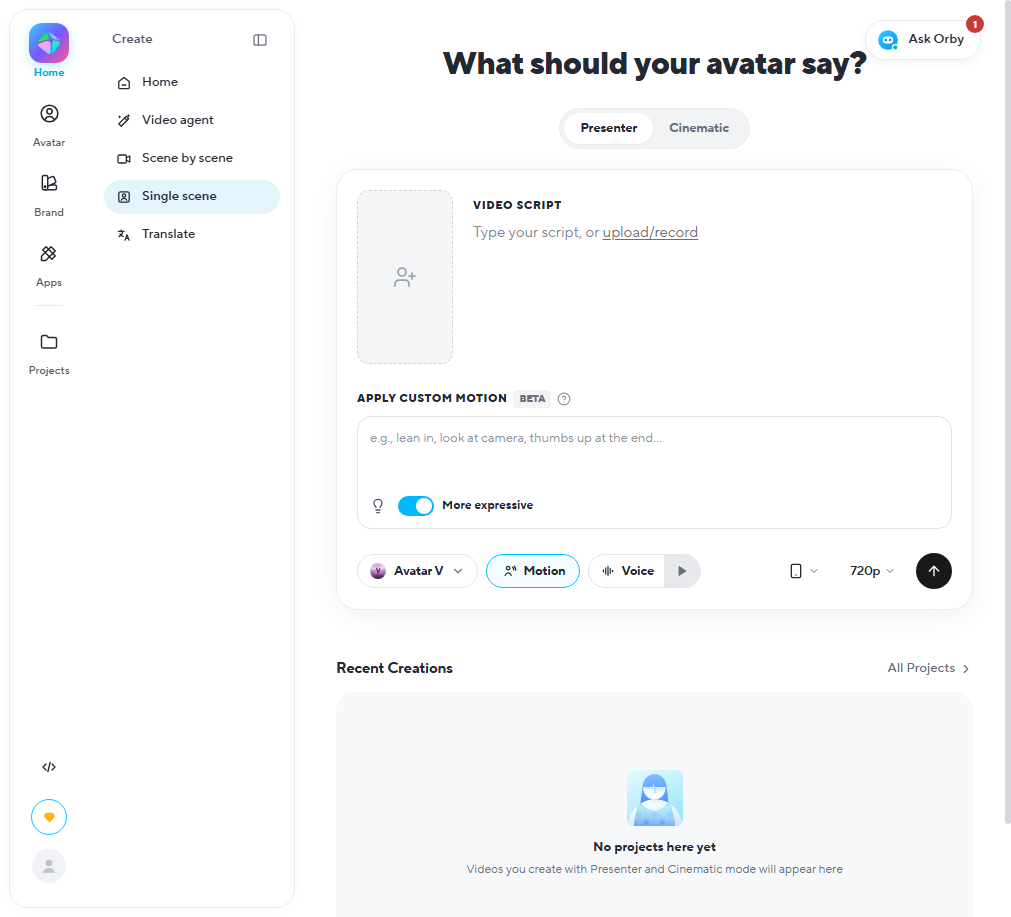 Home
Avatar
Brand
Apps
Projects
Create
Home
Video agent
Scene by scene
Single scene
Translate
Ask Orby
1
What should your avatar say?
Presenter
Cinematic
VIDEO SCRIPT
Type your script, or upload/record
APPLY CUSTOM MOTION BETA ?
e.g., lean in, look at camera, thumbs up at the end...
More expressive
V Avatar V
Motion
Voice
720p
Recent Creations
All Projects
No projects here yet
Videos you create with Presenter and Cinematic mode will appear here